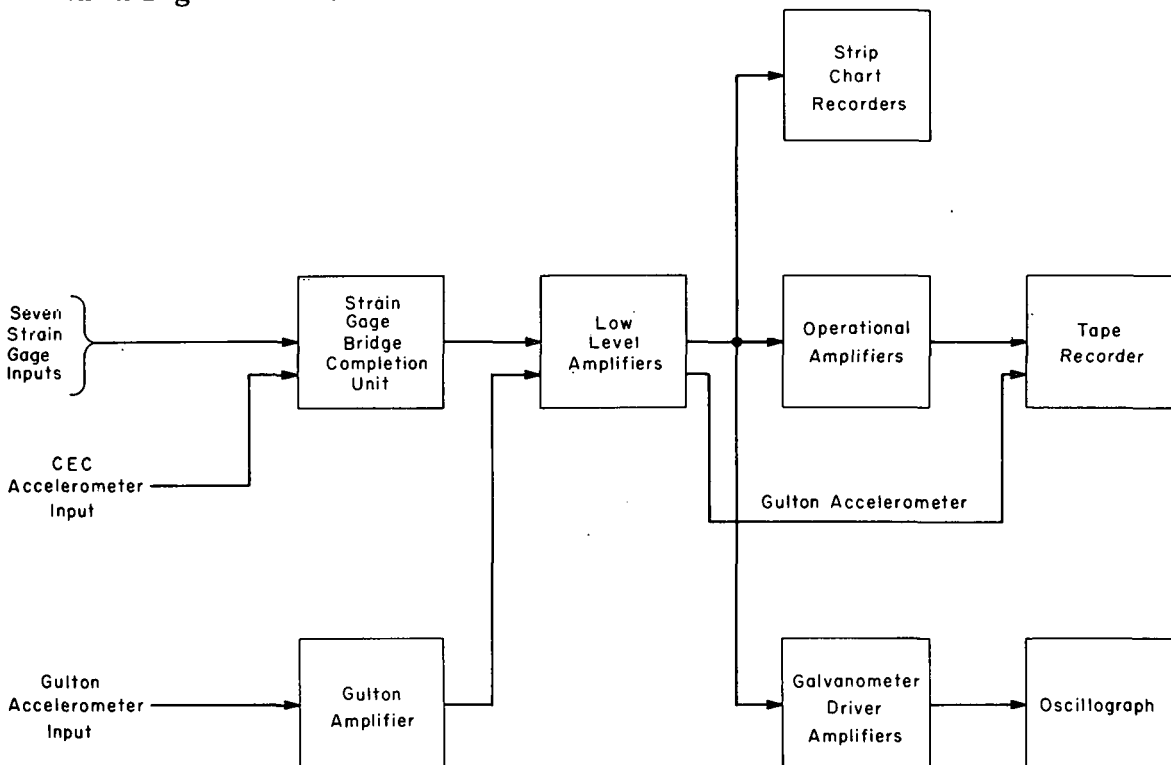 Strip
Chart
Recorders
Seven
Strain
Gage
Inputs
Strain
Gage
Bridge
Completion
Unit
Low
Level
Amplifiers
Operational
Amplifiers
Tape
Recorder
CEC
Accelerometer
Input
Gulton Accelerometer
Gulton
Accelerometer
Input
Gulton
Amplifier
Galvanometer
Driver
Amplifiers
Oscillograph